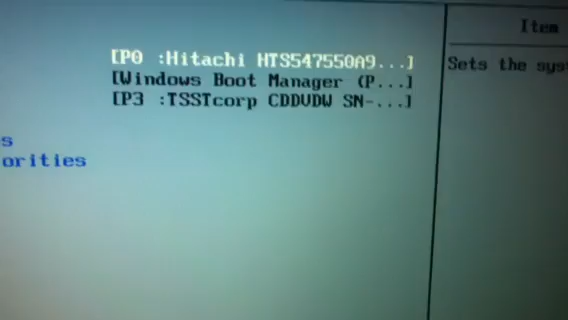 Item
[P0 :Hitachi HTS547550A9...]
Sets the sys
[Windows Boot Manager (P...]
[P3 :TSSTcorp CDDVDW SN-...]
s
orities